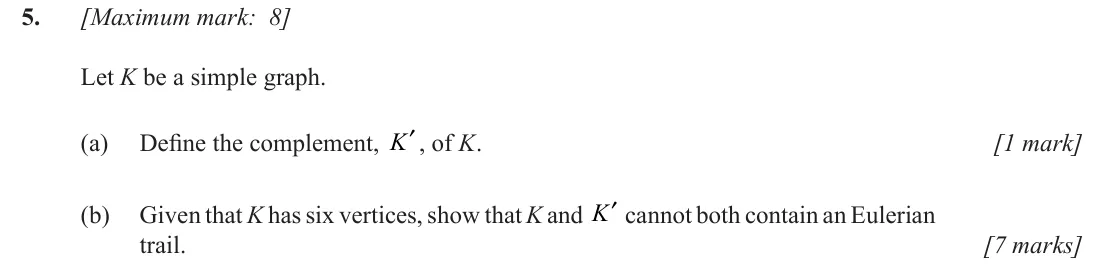 5. [Maximum mark: 8]
Let K be a simple graph.
(a) Define the complement, K′, of K. [1 mark]
(b) Given that K has six vertices, show that K and K′ cannot both contain an Eulerian
trail. [7 marks]